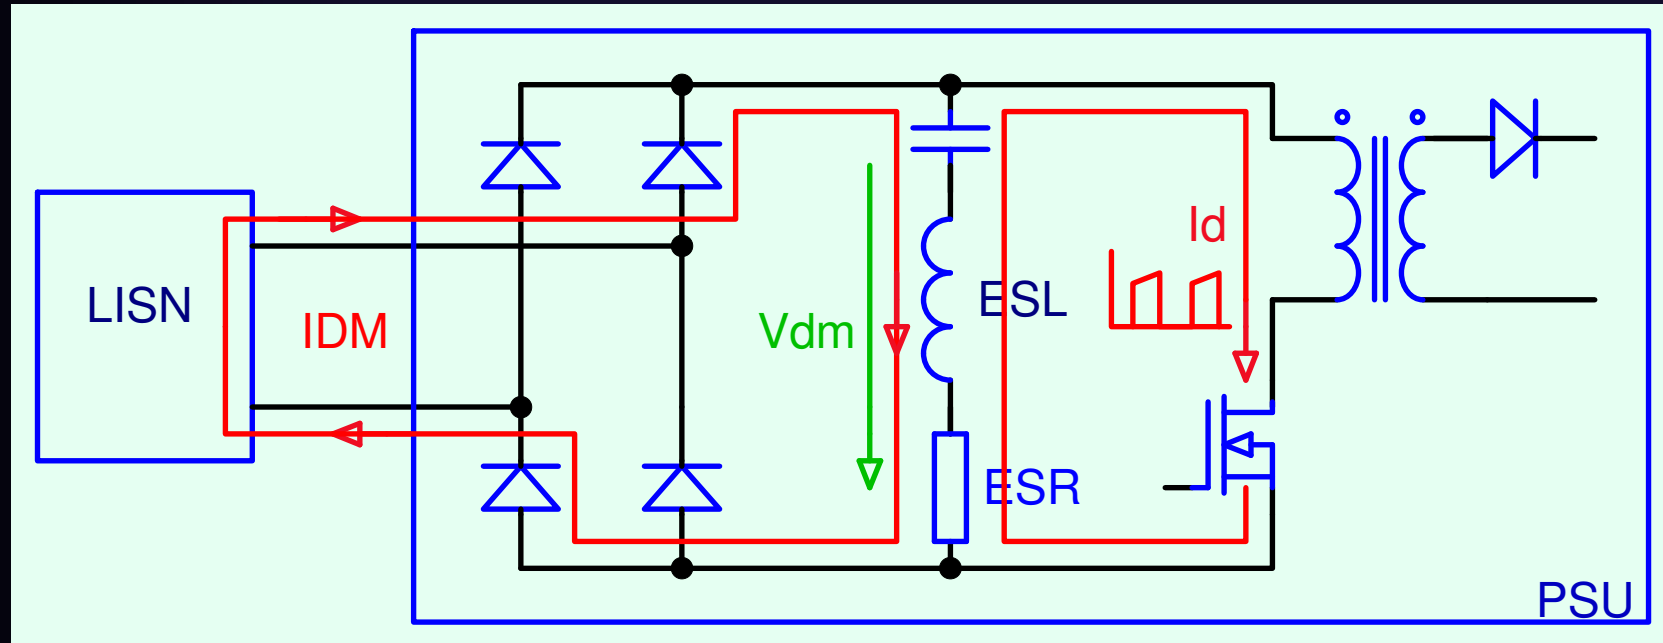 Id
LISN
ESL
IDM
Vdm
ESR
PSU